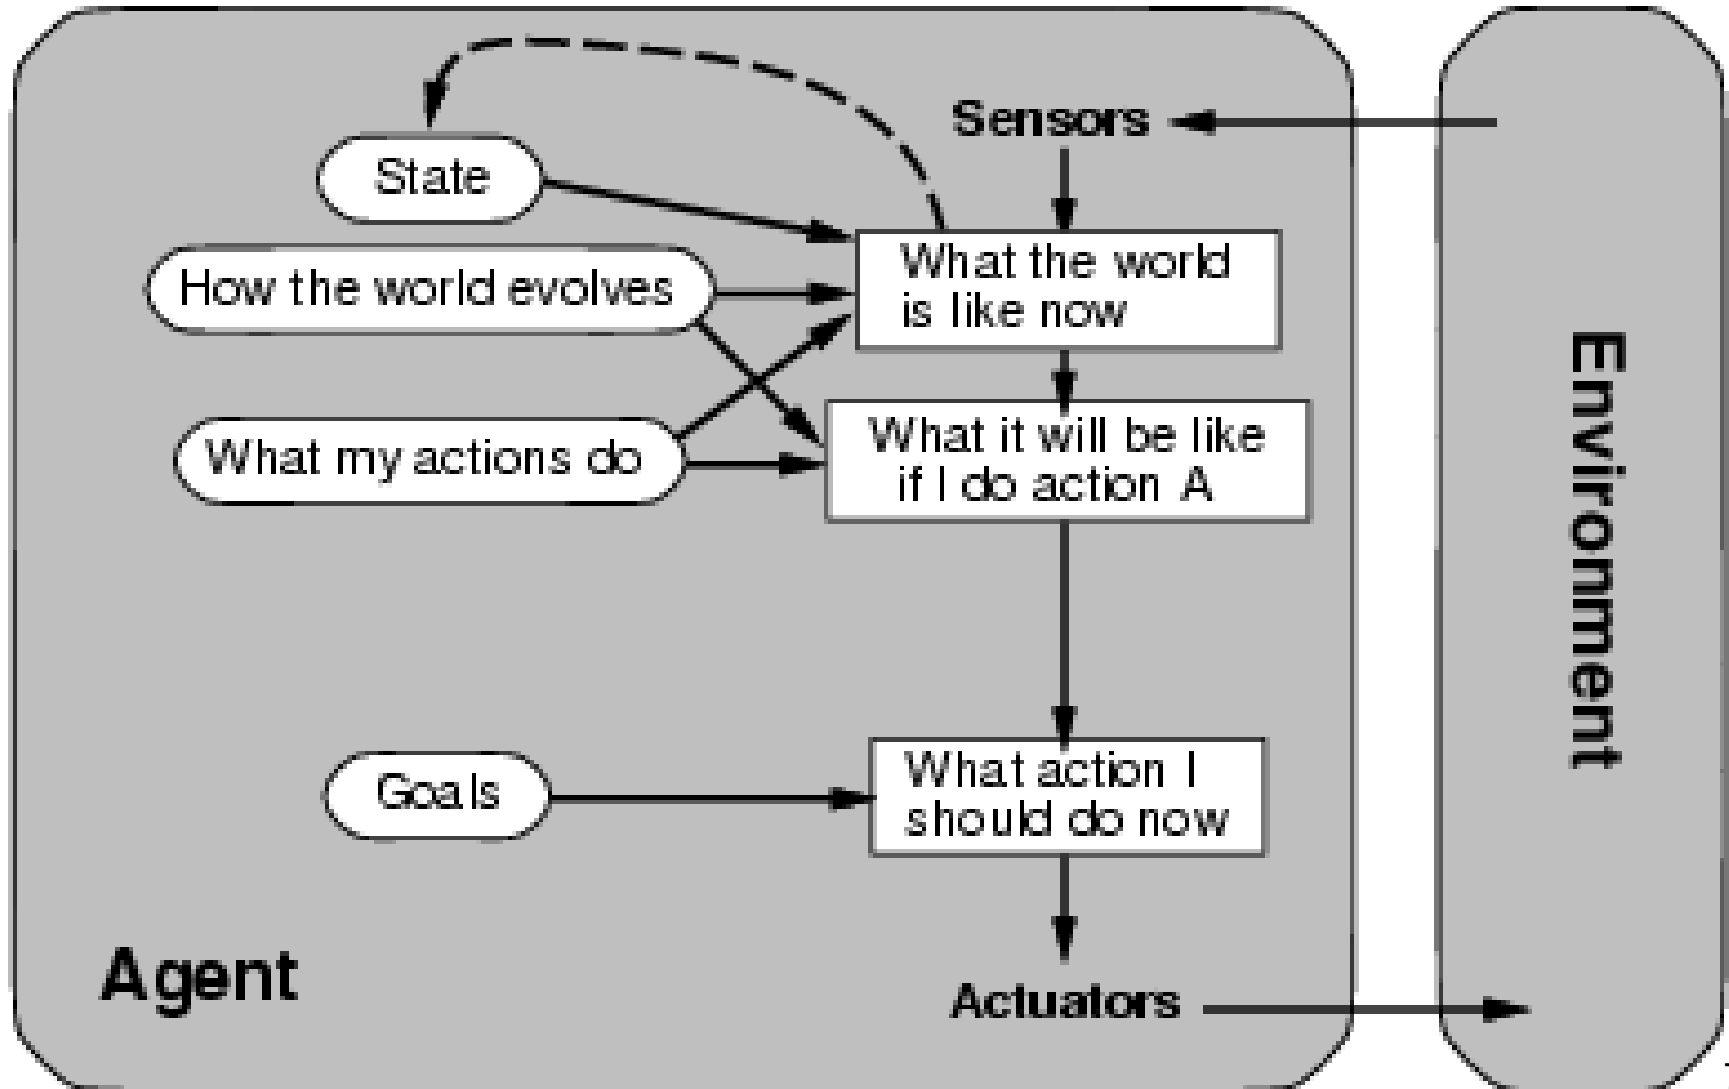 Sensors
State
What the world
is like now
How the world evolves
What it will be like
if I do action A
What my actions do
What action I
should do now
Goals
Agent
Actuators
Environment